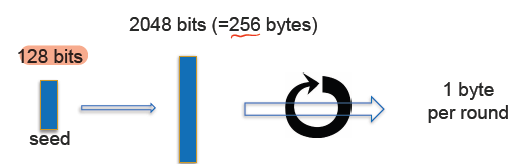 2048 bits (=256 bytes)
128 bits
seed
1 byte
per round